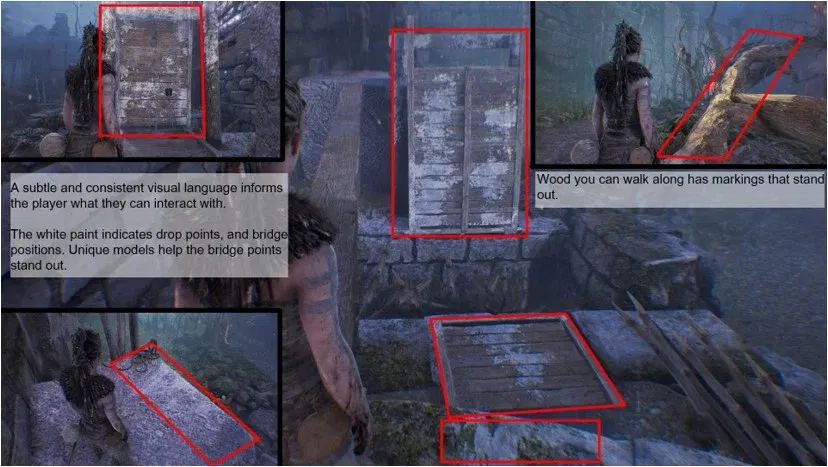 A subtle and consistent visual language informs
the player what they can interact with.
The white paint indicates drop points, and bridge
positions. Unique models help the bridge points
stand out.
Wood you can walk along has markings that stand
out.